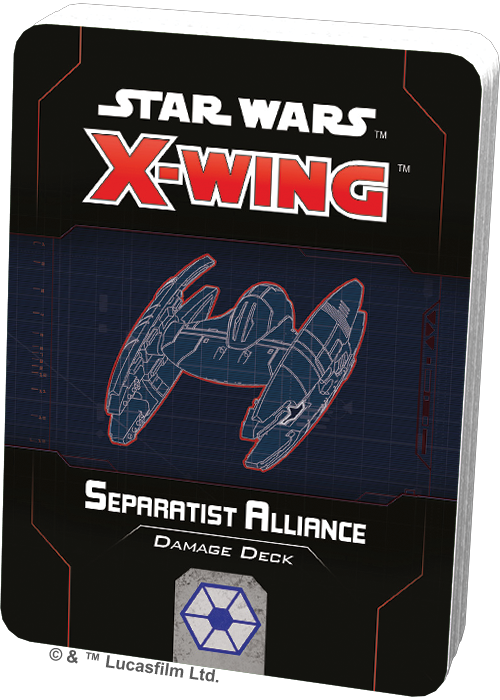 STAR WARS ™
X-WING ™
SEPARATIST ALLIANCE
DAMAGE DECK
© & ™ Lucasfilm Ltd.